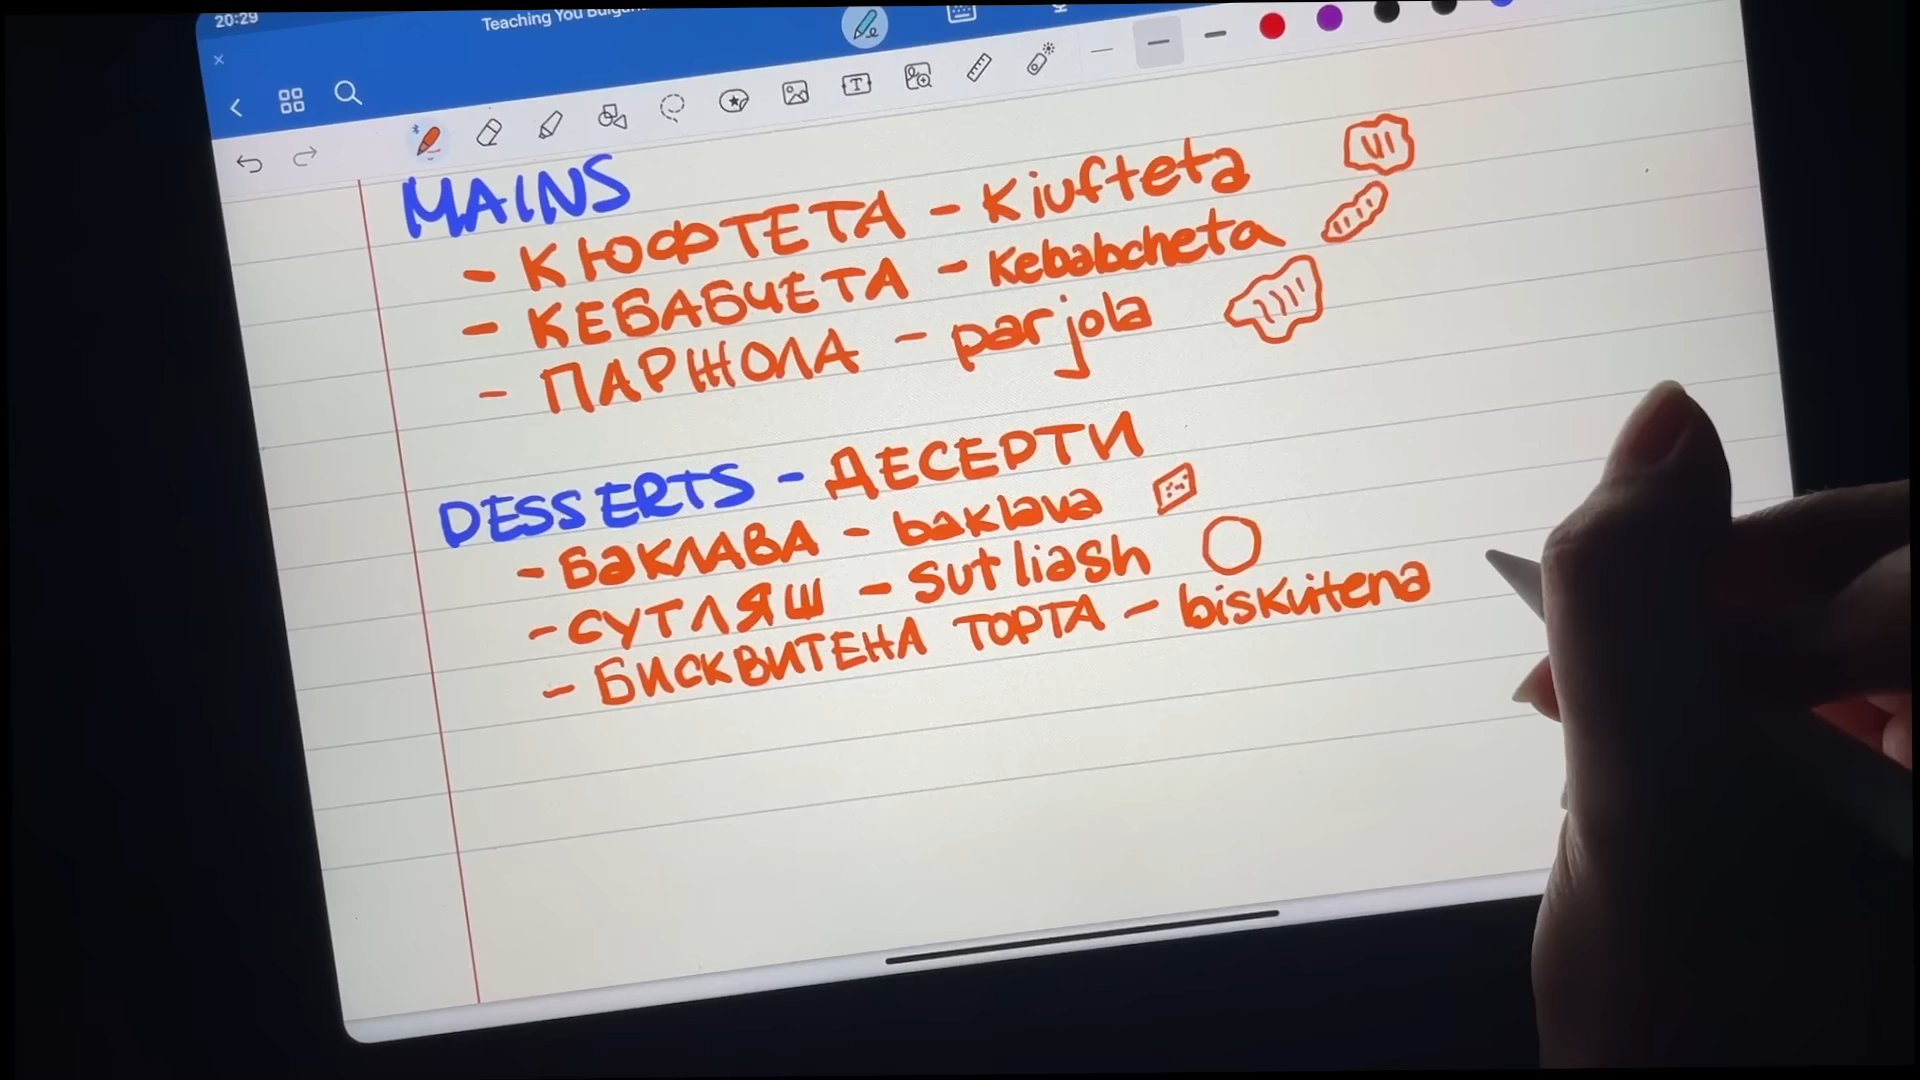 20:29
Teaching You
MAINS
- КЮФТЕТА - Kiufteta
- КЕБАБЧЕТА - Kebabcheta
- ПАРЖОЛА - parjola
DESSERTS - ДЕСЕРТИ
- БАКЛАВА - baklava
- СУТЛЯШ - Sutliash
- БИСКВИТЕНА ТОРТА - biskvitena